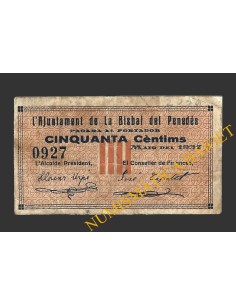 L'Ajuntament de La Bisbal del Penedès
PAGARÀ AL PORTADOR
CINQUANTA Cèntims
0927
MAIG DEL 1937
L'Alcalde President,
El Conseller de Finances,